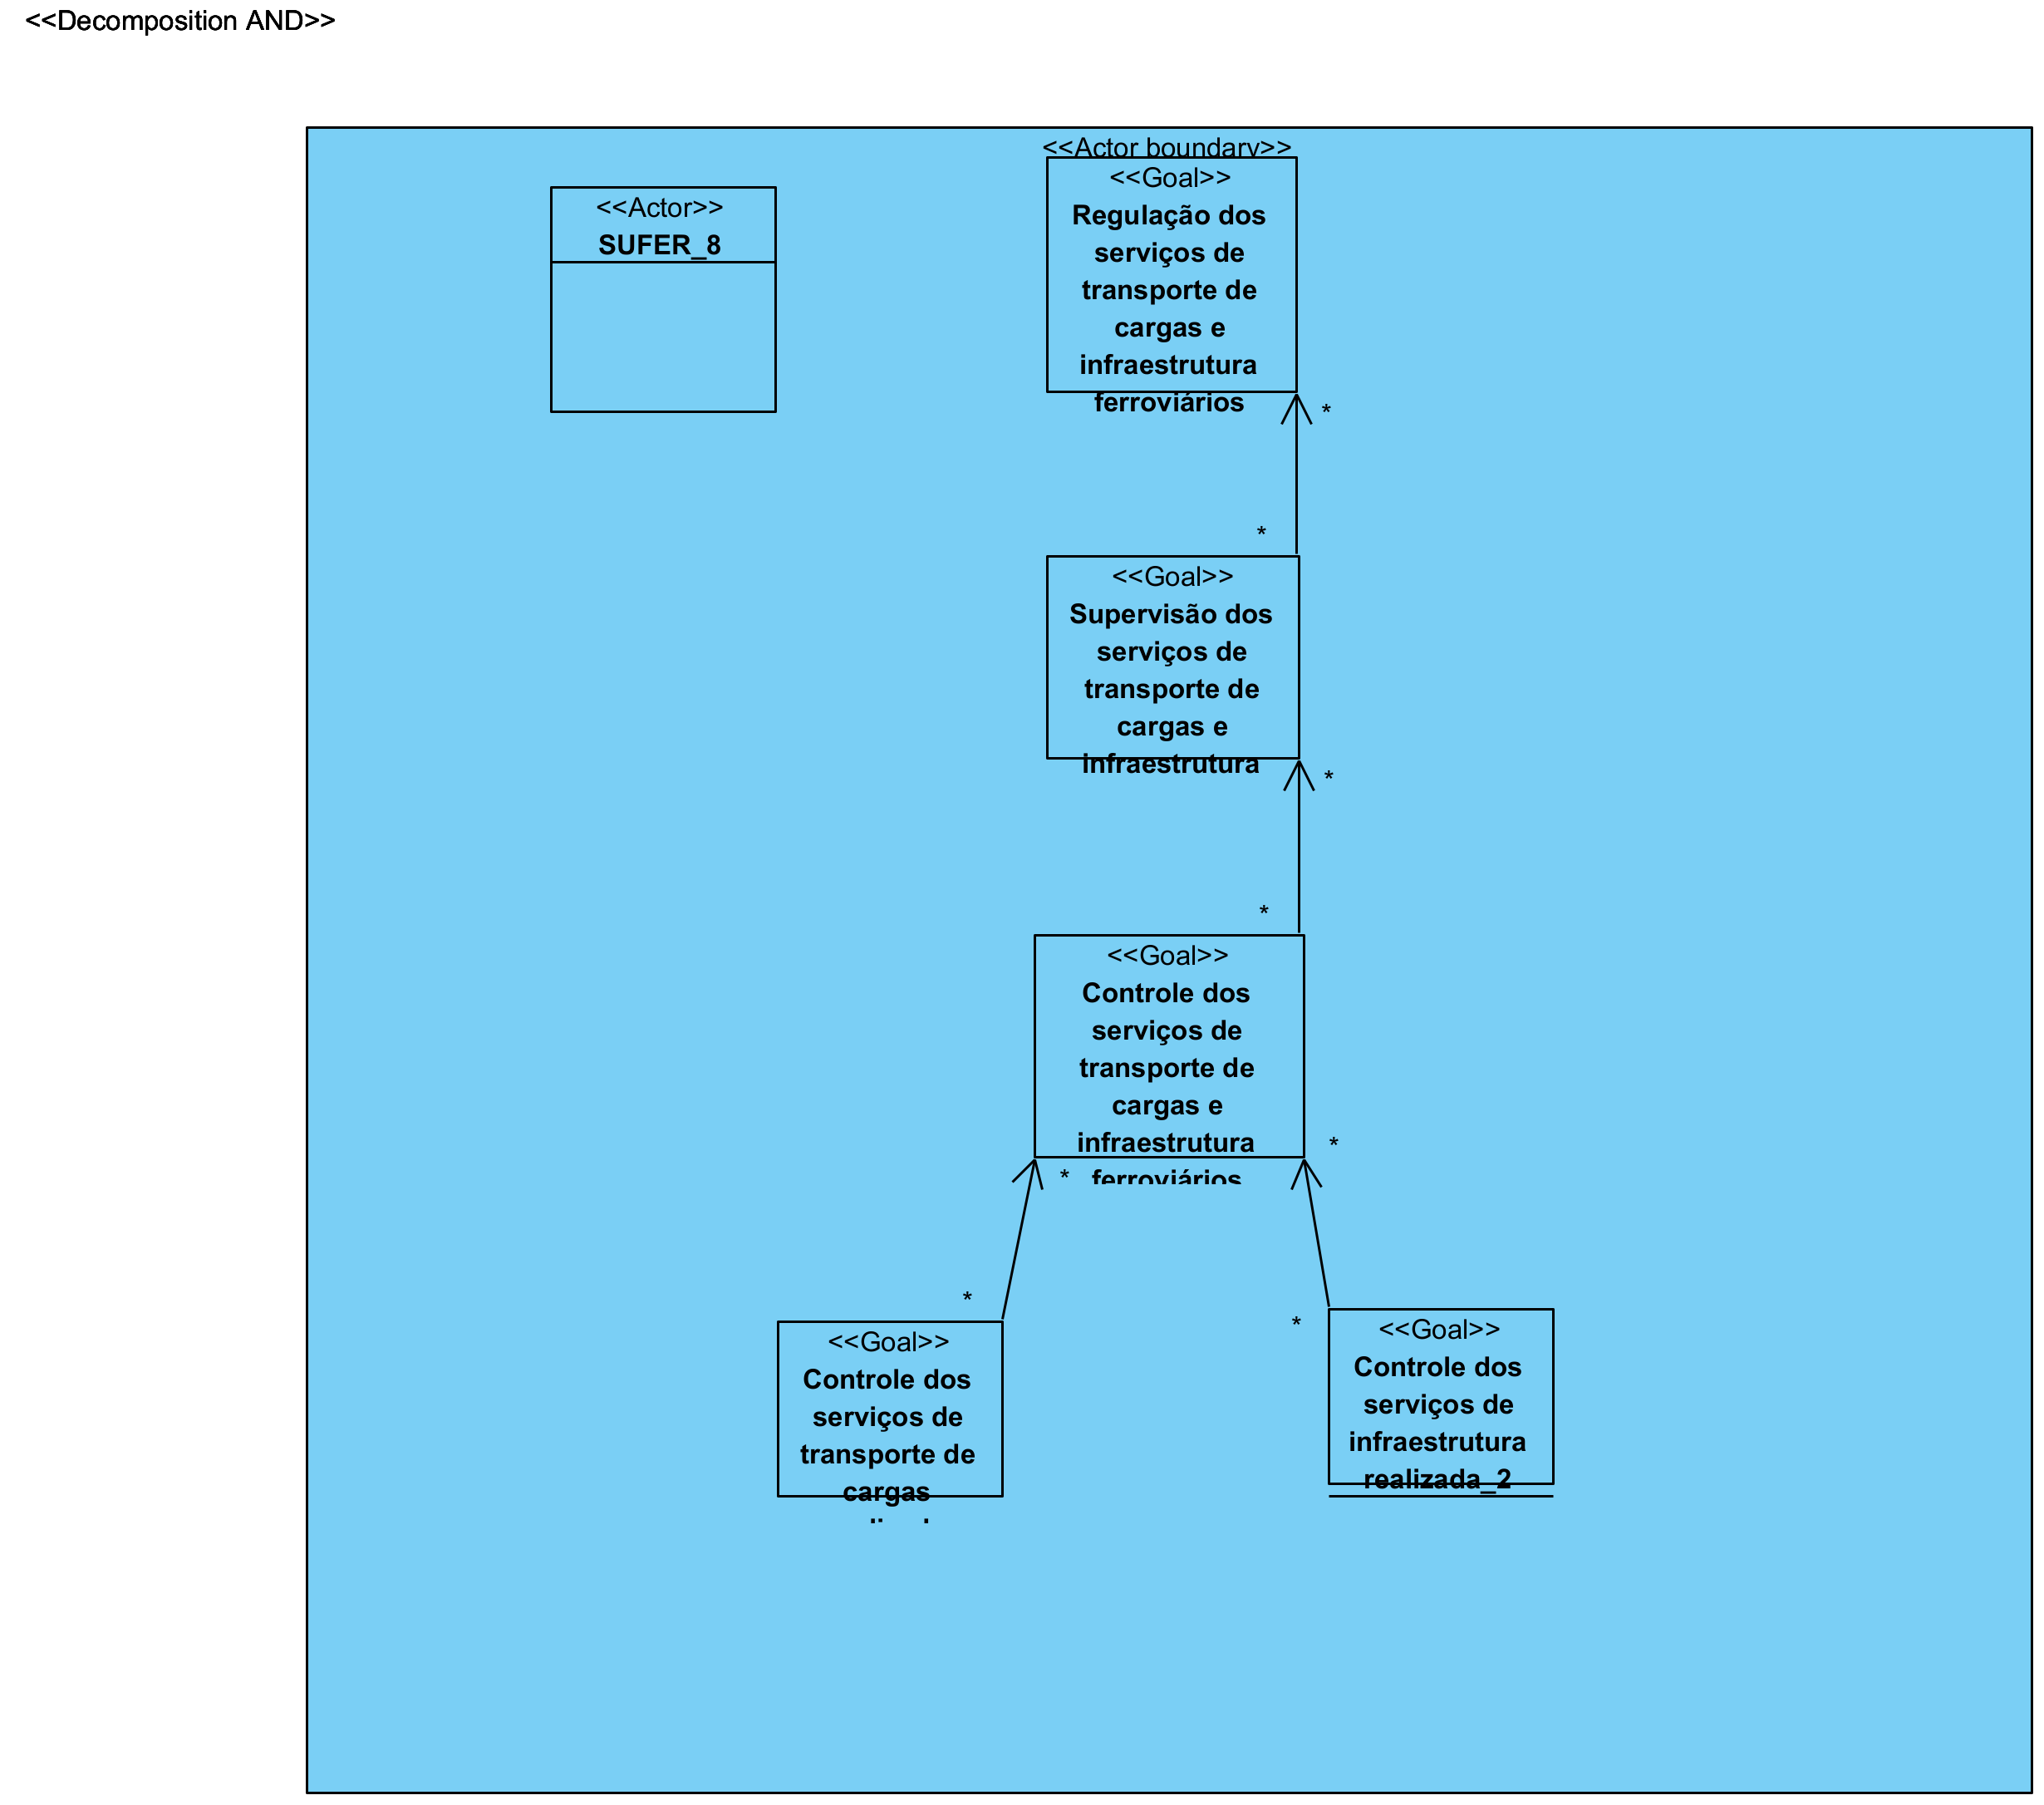 <<Decomposition AND>>
<<Actor boundary>>
<<Actor>>
SUFER_8
<<Goal>>
Regulação dos
serviços de
transporte de
cargas e
infraestrutura
ferroviários
*
*
<<Goal>>
Supervisão dos
serviços de
transporte de
cargas e
infraestrutura
*
*
<<Goal>>
Controle dos
serviços de
transporte de
cargas e
infraestrutura
ferroviários
*
*
*
*
<<Goal>>
Controle dos
serviços de
transporte de
cargas
<<Goal>>
Controle dos
serviços de
infraestrutura
realizada_2